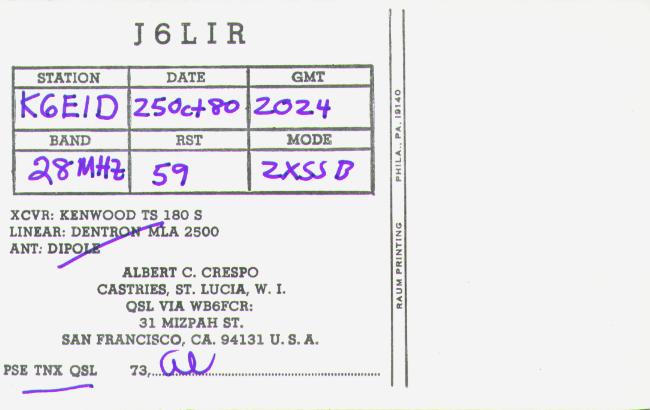 J6LIR
STATION DATE GMT
K6EID 25Oct80 2024
BAND RST MODE
28MHz 59 2XSSB
XCVR: KENWOOD TS 180 S
LINEAR: DENTRON MLA 2500
ANT: DIPOLE
ALBERT C. CRESPO
CASTRIES, ST. LUCIA, W. I.
QSL VIA WB6FCR:
31 MIZPAH ST.
SAN FRANCISCO, CA. 94131 U. S. A.
PSE TNX QSL 73, Al
RAUM PRINTING PHILA., PA. 19140